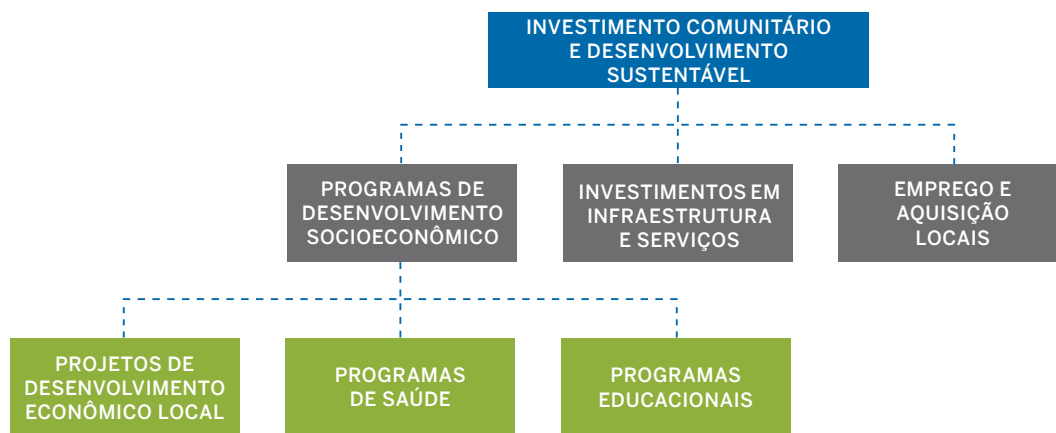 INVESTIMENTO COMUNITÁRIO
E DESENVOLVIMENTO
SUSTENTÁVEL
PROGRAMAS DE
DESENVOLVIMENTO
SOCIOECONÔMICO
INVESTIMENTOS EM
INFRAESTRUTURA
E SERVIÇOS
EMPREGO E
AQUISIÇÃO
LOCAIS
PROJETOS DE
DESENVOLVIMENTO
ECONÔMICO LOCAL
PROGRAMAS
DE SAÚDE
PROGRAMAS
EDUCACIONAIS